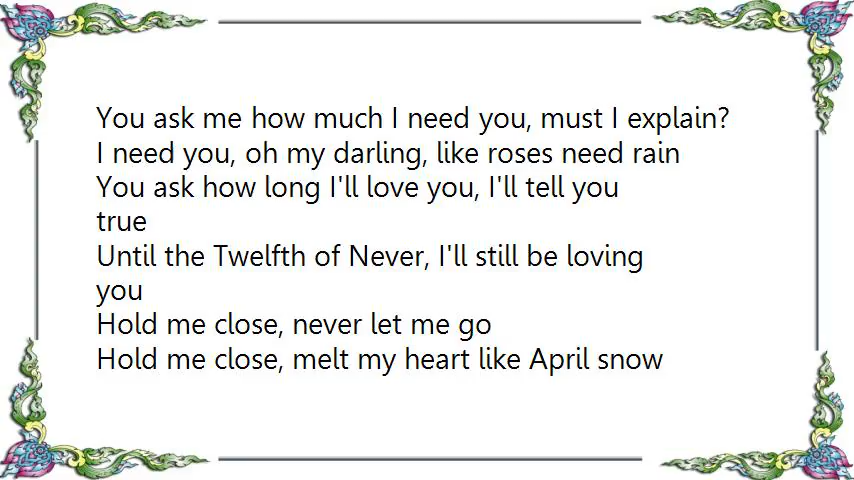 You ask me how much I need you, must I explain?
I need you, oh my darling, like roses need rain
You ask how long I'll love you, I'll tell you
true
Until the Twelfth of Never, I'll still be loving
you
Hold me close, never let me go
Hold me close, melt my heart like April snow